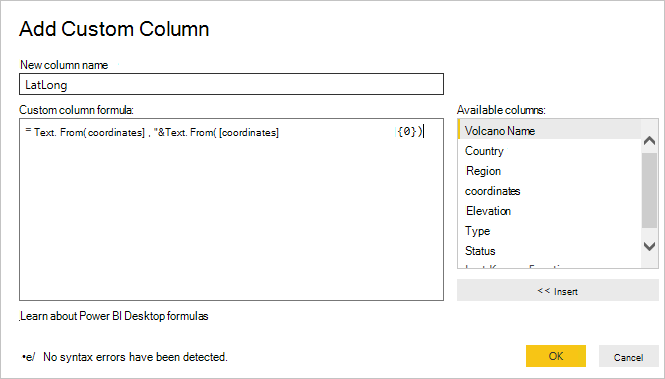 Add Custom Column
New column name
LatLong
Custom column formula:
= Text. From( coordinates] , "&Text. From( [coordinates] {0})
Available columns:
Volcano Name
Country
Region
coordinates
Elevation
Type
Status
<< Insert
Learn about Power BI Desktop formulas
•e/ No syntax errors have been detected.
OK
Cancel